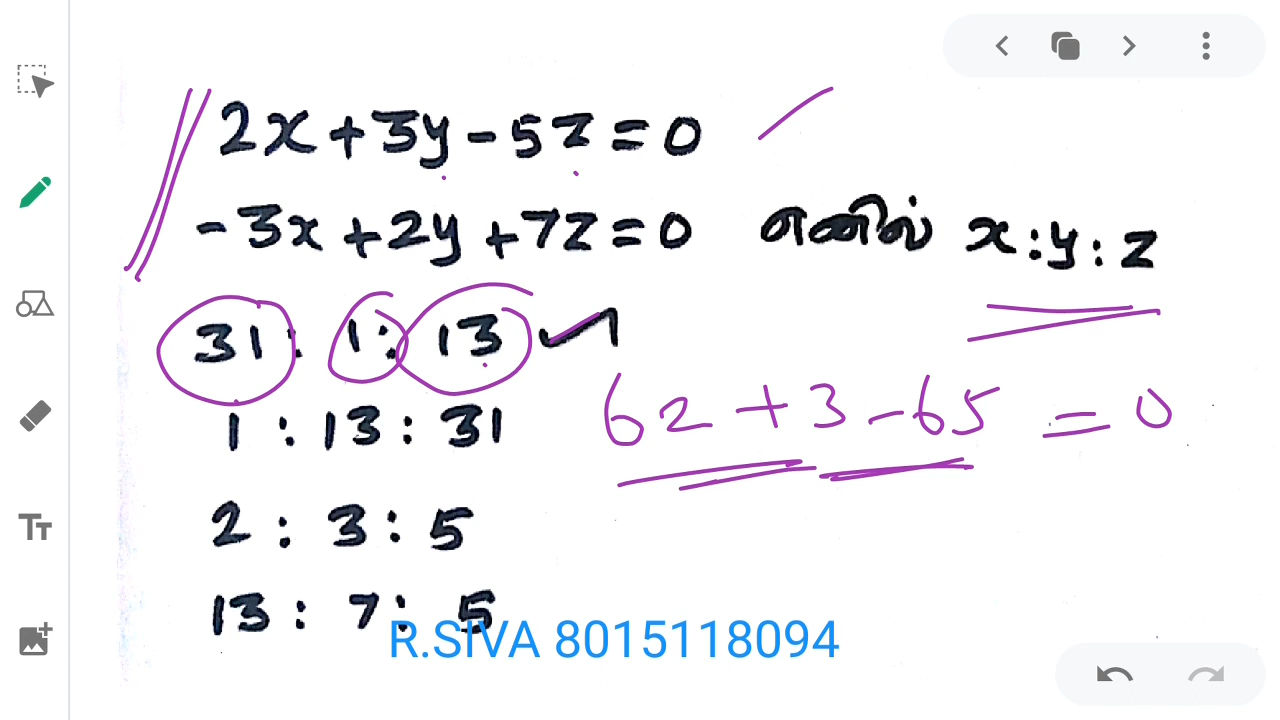 2x + 3y - 5z = 0
-3x + 2y + 7z = 0 எனில் x : y : z
31 : 1 : 13
62 + 3 - 65 = 0
1 : 13 : 31
2 : 3 : 5
13 : 7 : 5
R.SIVA 8015118094
TT